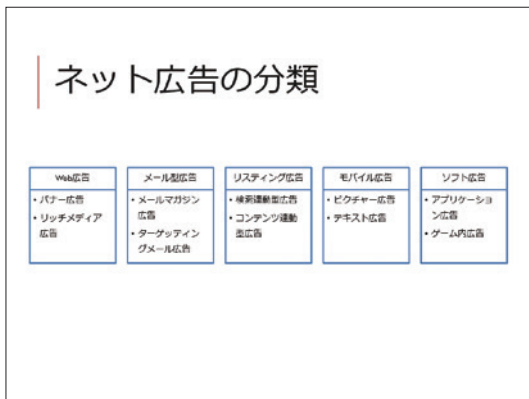 ネット広告の分類
Web広告
・バナー広告
・リッチメディア
広告
メール型広告
・メールマガジン
広告
・ターゲッティン
グメール広告
リスティング広告
・検索連動型広告
・コンテンツ連動
型広告
モバイル広告
・ピクチャー広告
・テキスト広告
ソフト広告
・アプリケーショ
ン広告
・ゲーム内広告